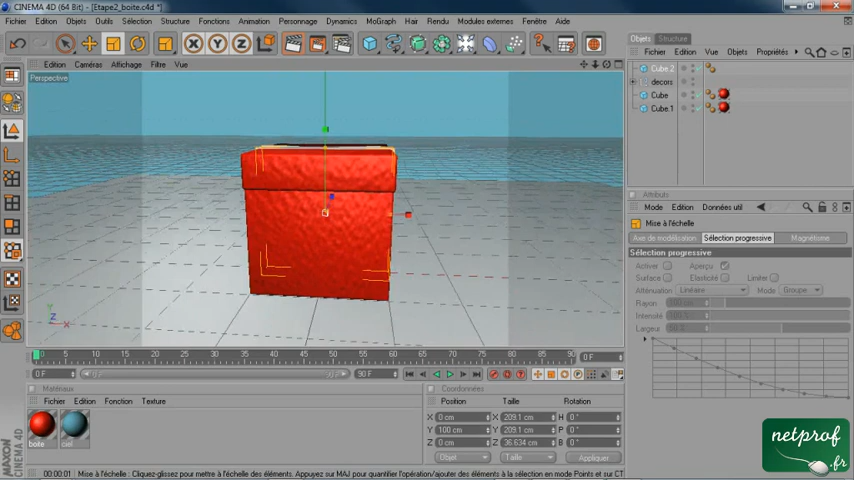 CINEMA 4D (64 Bit) - [Etape2_boite.c4d *]
Fichier Edition Objets Outils Sélection Structure Fonctions Animation Personnages Dynamics MoGraph Hair Rendu Modules externes Fenêtre Aide
X Y Z
Edition Caméras Affichage Filtre Vue
Perspective
Objets Structure
Fichier Edition Vue Objets Propriétés
Cube.2
decors
Cube
Cube.1
Attributs
Mode Edition Données util
Mise à l'échelle
Axe de modélisation Sélection progressive Magnétisme
Sélection progressive
Activer Aperçu
Surface Elasticité Limiter
Atténuation Linéaire Mode Groupe
Rayon 100 cm
Intensité 100 %
Largeur 50 %
Y
Z X
0 5 10 15 20 25 30 35 40 45 50 55 60 65 70 75 80 85 90 0 F
0 F 0 F 90 F 90 F
Matériaux
Fichier Edition Fonction Texture
boite ciel
Coordonnées
Position Taille Rotation
X 0 cm X 209.1 cm H 0 °
Y 100 cm Y 209.1 cm P 0 °
Z 0 cm Z 36.634 cm B 0 °
Objet Taille Appliquer
MAXON CINEMA 4D
00:00:01 Mise à l'échelle : Cliquez-glissez pour mettre à l'échelle des éléments. Appuyez sur MAJ pour quantifier l'opération/ajouter des éléments à la sélection en mode Points et sur CT
netprof
.fr